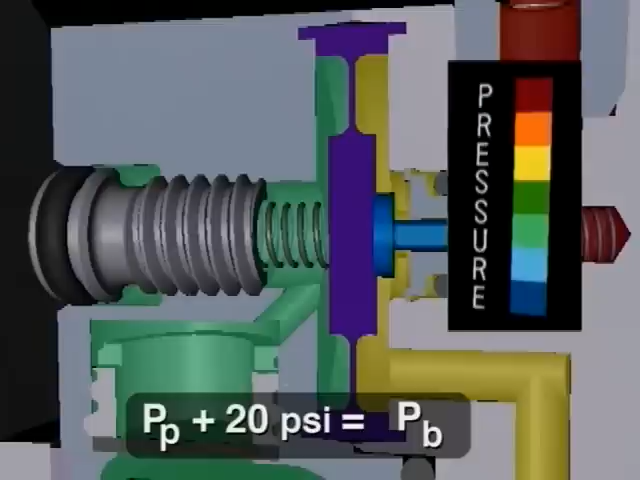 PRESSURE
Pp + 20 psi = Pb